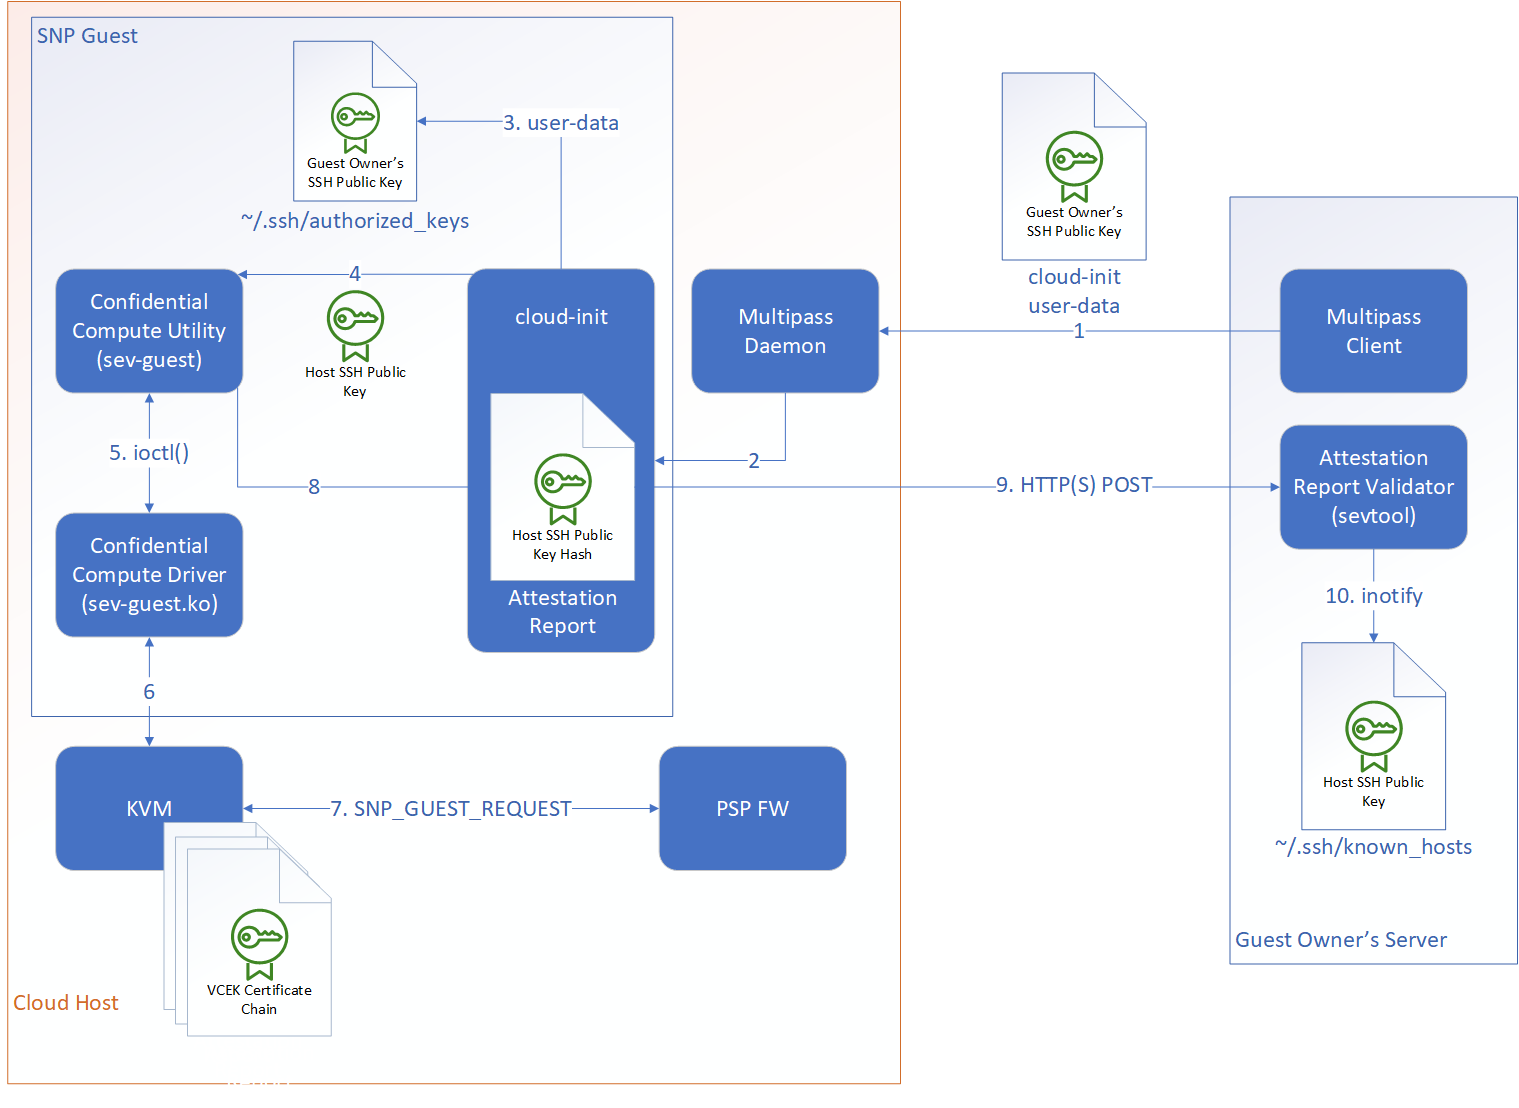 SNP Guest
Guest Owner's
SSH Public Key
~/.ssh/authorized_keys
3. user-data
Guest Owner's
SSH Public Key
cloud-init
user-data
1
Confidential
Compute Utility
(sev-guest)
4
Host SSH Public
Key
cloud-init
Multipass
Daemon
Multipass
Client
5. ioctl()
8
2
9. HTTP(S) POST
Attestation
Report Validator
(sevtool)
Host SSH Public
Key Hash
Attestation
Report
Confidential
Compute Driver
(sev-guest.ko)
10. inotify
6
Host SSH Public
Key
~/.ssh/known_hosts
KVM
7. SNP_GUEST_REQUEST
PSP FW
VCEK Certificate
Chain
Guest Owner's Server
Cloud Host